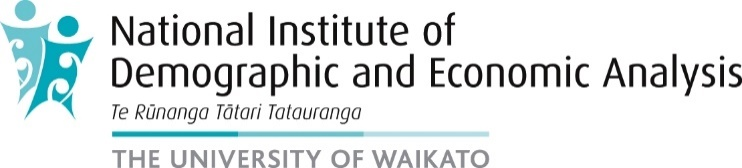 National Institute of
Demographic and Economic Analysis
Te Rūnanga Tātari Tatauranga
THE UNIVERSITY OF WAIKATO